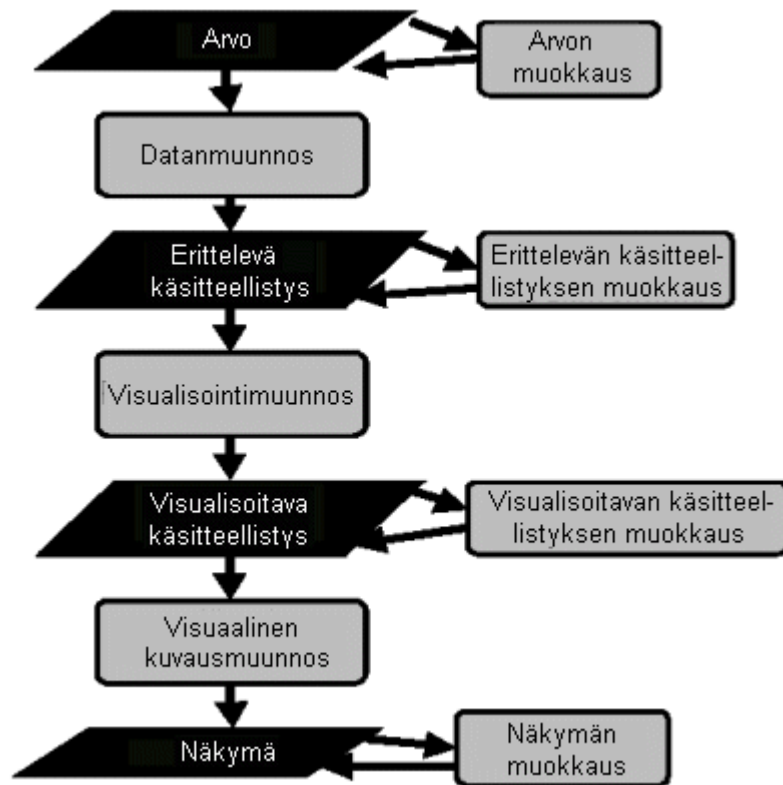 Arvo
Arvon
muokkaus
Datanmuunnos
Erittelevä
käsitteellistys
Erittelevän käsitteel-
listyksen muokkaus
Visualisointimuunnos
Visualisoitava
käsitteellistys
Visualisoitavan käsitteel-
listyksen muokkaus
Visuaalinen
kuvausmuunnos
Näkymä
Näkymän
muokkaus